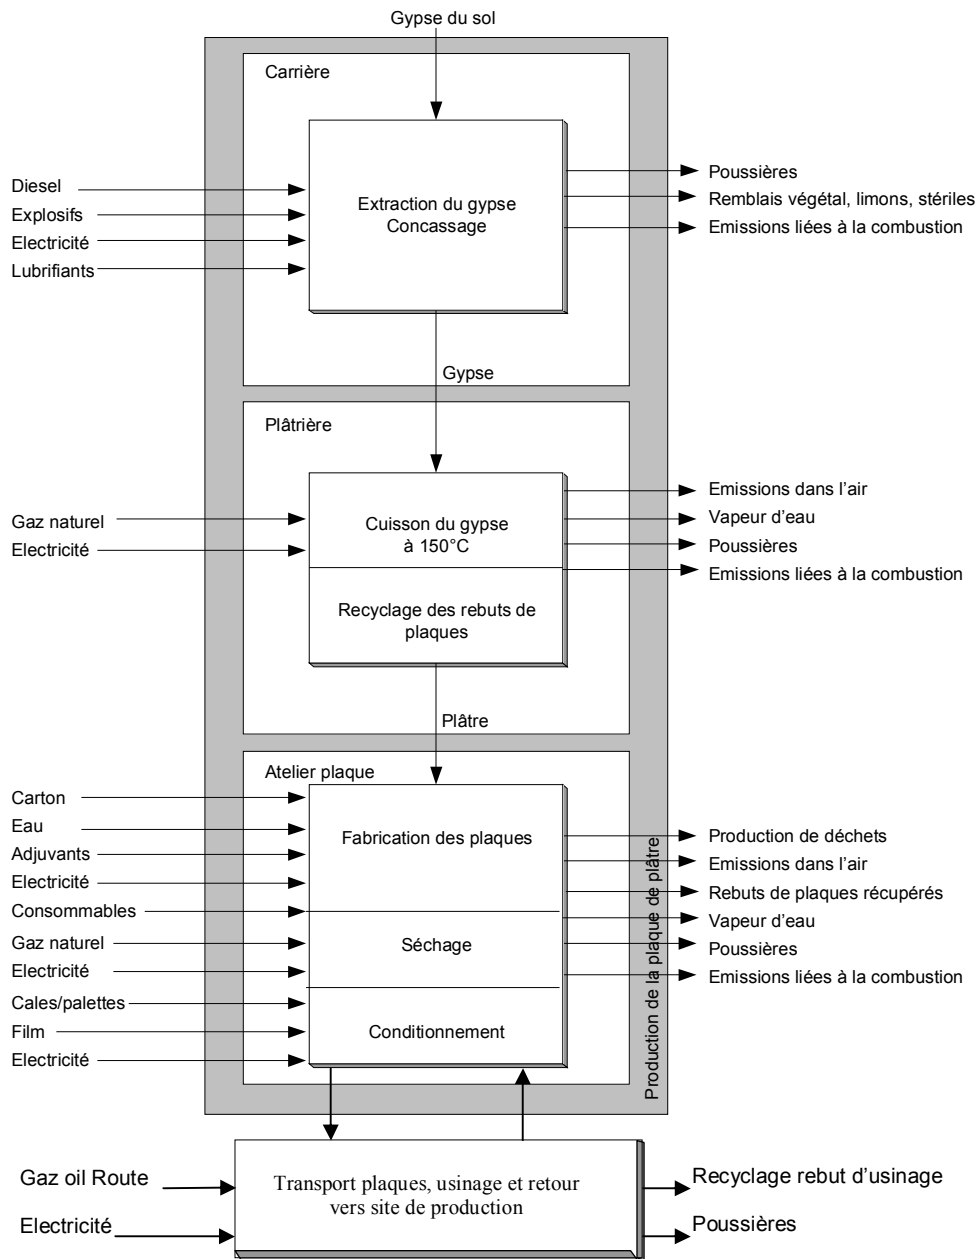 Gypse du sol
Carrière
Diesel
Explosifs
Electricité
Lubrifiants
Extraction du gypse
Concassage
Poussières
Remblais végétal, limons, stériles
Emissions liées à la combustion
Gypse
Plâtrière
Gaz naturel
Electricité
Cuisson du gypse
à 150°C
Recyclage des rebuts de
plaques
Emissions dans l'air
Vapeur d'eau
Poussières
Emissions liées à la combustion
Plâtre
Atelier plaque
Carton
Eau
Adjuvants
Electricité
Consommables
Gaz naturel
Electricité
Cales/palettes
Film
Electricité
Fabrication des plaques
Séchage
Conditionnement
Production de la plaque de plâtre
Production de déchets
Emissions dans l'air
Rebuts de plaques récupérés
Vapeur d'eau
Poussières
Emissions liées à la combustion
Gaz oil Route
Electricité
Transport plaques, usinage et retour
vers site de production
Recyclage rebut d'usinage
Poussières